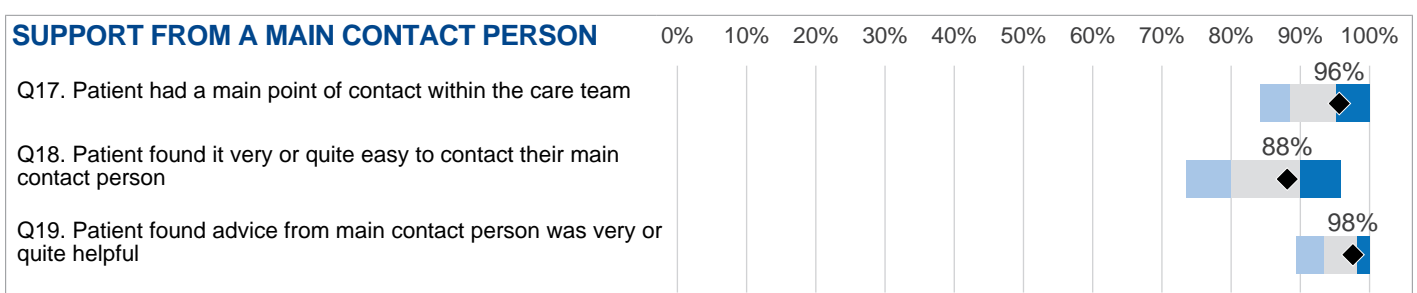 SUPPORT FROM A MAIN CONTACT PERSON 0% 10% 20% 30% 40% 50% 60% 70% 80% 90% 100%
Q17. Patient had a main point of contact within the care team 96%
Q18. Patient found it very or quite easy to contact their main 88%
contact person
Q19. Patient found advice from main contact person was very or 98%
quite helpful